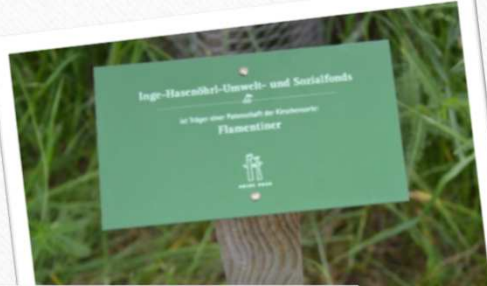 Inge-Hasenöhrl-Umwelt- und Sozialfonds
ist Träger einer Patenschaft der Kirschensorte:
Flamentiner